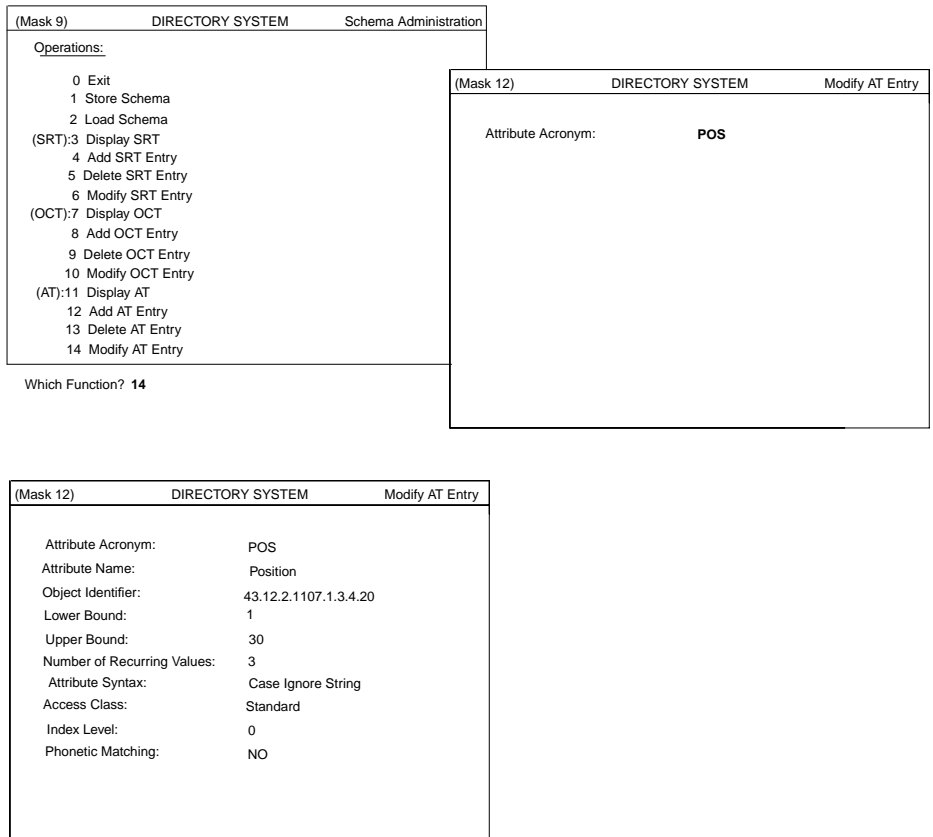 (Mask 9) DIRECTORY SYSTEM Schema Administration
Operations:
0 Exit
1 Store Schema
2 Load Schema
(SRT):3 Display SRT
4 Add SRT Entry
5 Delete SRT Entry
6 Modify SRT Entry
(OCT):7 Display OCT
8 Add OCT Entry
9 Delete OCT Entry
10 Modify OCT Entry
(AT):11 Display AT
12 Add AT Entry
13 Delete AT Entry
14 Modify AT Entry
Which Function? 14
(Mask 12) DIRECTORY SYSTEM Modify AT Entry
Attribute Acronym: POS
(Mask 12) DIRECTORY SYSTEM Modify AT Entry
Attribute Acronym: POS
Attribute Name: Position
Object Identifier: 43.12.2.1107.1.3.4.20
Lower Bound: 1
Upper Bound: 30
Number of Recurring Values: 3
Attribute Syntax: Case Ignore String
Access Class: Standard
Index Level: 0
Phonetic Matching: NO